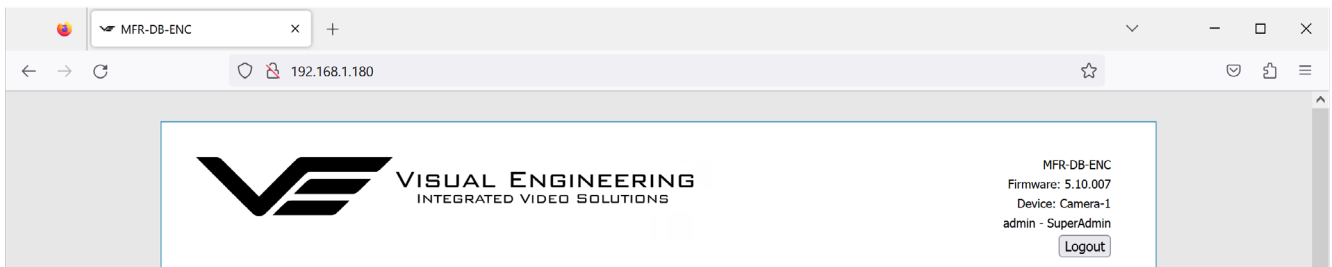 MFR-DB-ENC
192.168.1.180
VISUAL ENGINEERING
INTEGRATED VIDEO SOLUTIONS
MFR-DB-ENC
Firmware: 5.10.007
Device: Camera-1
admin - SuperAdmin
Logout